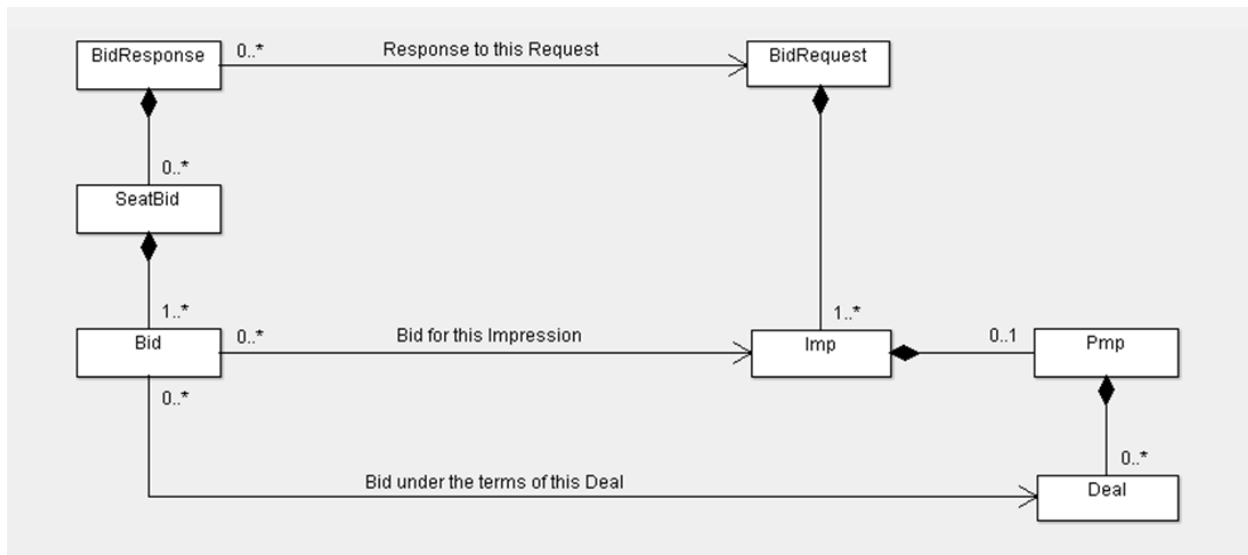 BidResponse
0..*
Response to this Request
BidRequest
0..*
SeatBid
1..*
1..*
Bid
0..*
Bid for this Impression
Imp
0..1
Pmp
0..*
0..*
Bid under the terms of this Deal
Deal